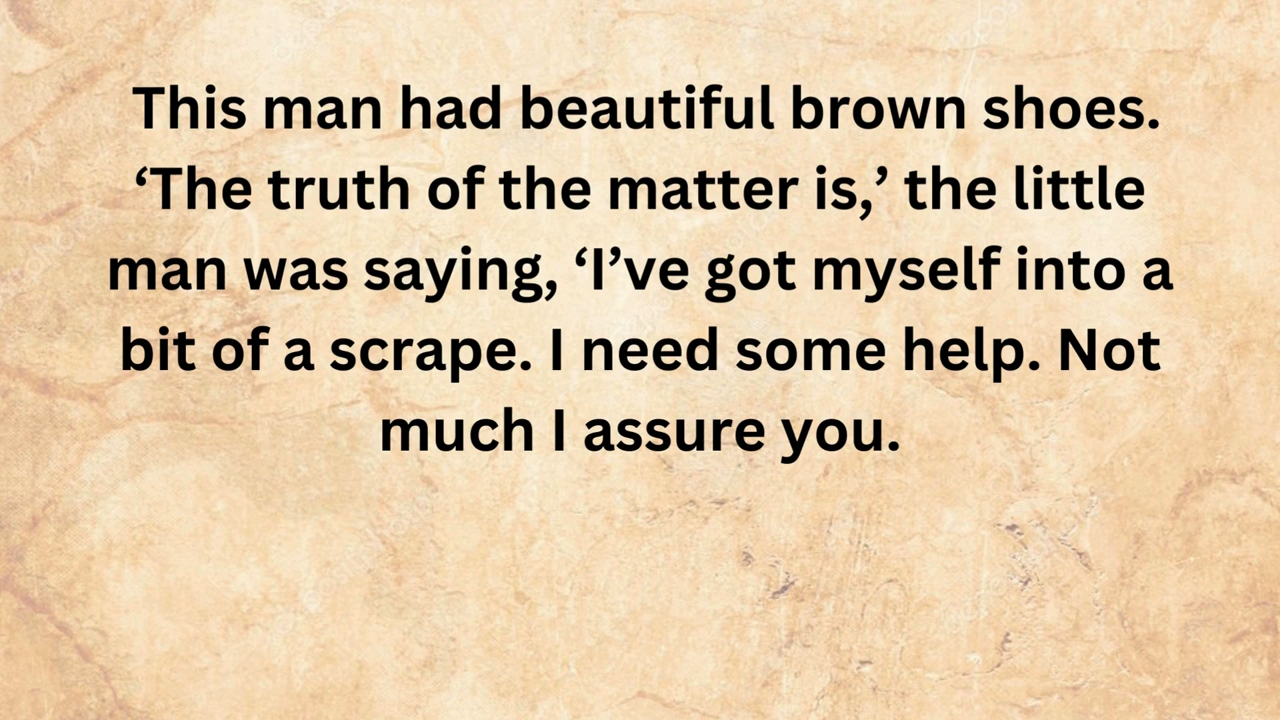 This man had beautiful brown shoes.
‘The truth of the matter is,’ the little
man was saying, ‘I’ve got myself into a
bit of a scrape. I need some help. Not
much I assure you.